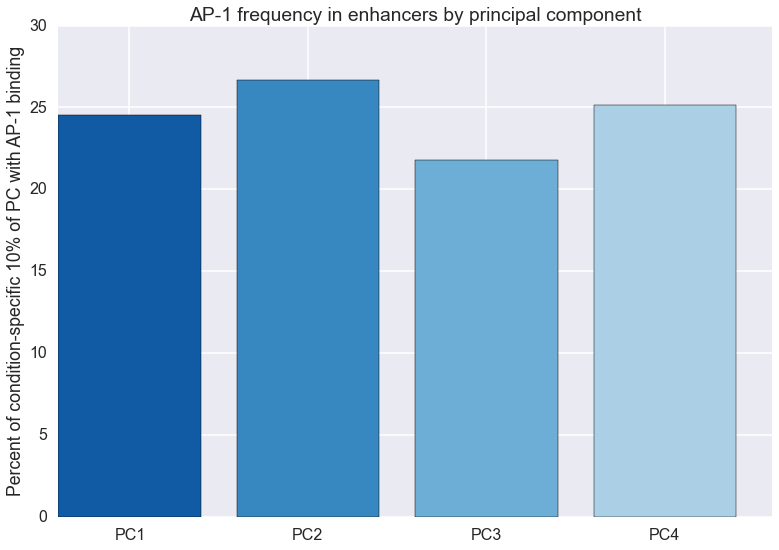 AP-1 frequency in enhancers by principal component
Percent of condition-specific 10% of PC with AP-1 binding
30
25
20
15
10
5
0
PC1 PC2 PC3 PC4